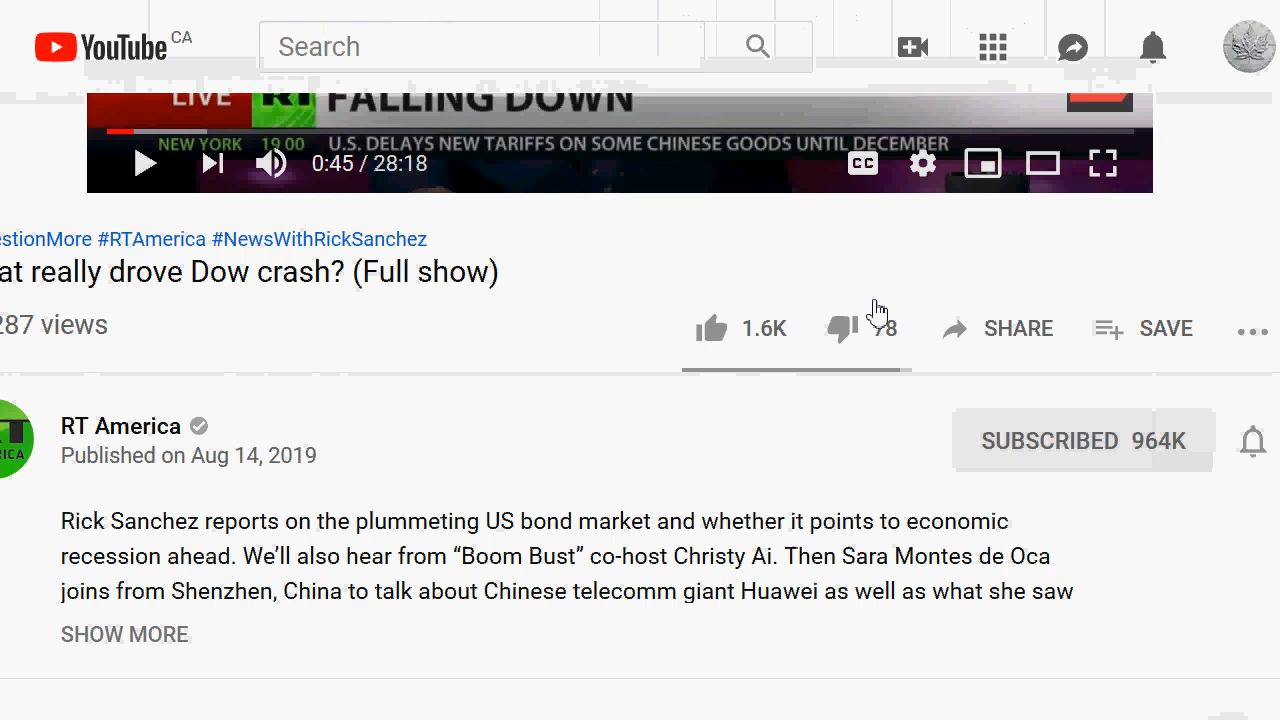 YouTube CA
Search
LIVE RT FALLING DOWN
NEW YORK 19 00 U.S. DELAYS NEW TARIFFS ON SOME CHINESE GOODS UNTIL DECEMBER
0:45 / 28:18
CC
estionMore #RTAmerica #NewsWithRickSanchez
at really drove Dow crash? (Full show)
287 views
1.6K 78 SHARE SAVE
RT America
Published on Aug 14, 2019
SUBSCRIBED 964K
Rick Sanchez reports on the plummeting US bond market and whether it points to economic
recession ahead. We’ll also hear from “Boom Bust” co-host Christy Ai. Then Sara Montes de Oca
joins from Shenzhen, China to talk about Chinese telecomm giant Huawei as well as what she saw
SHOW MORE